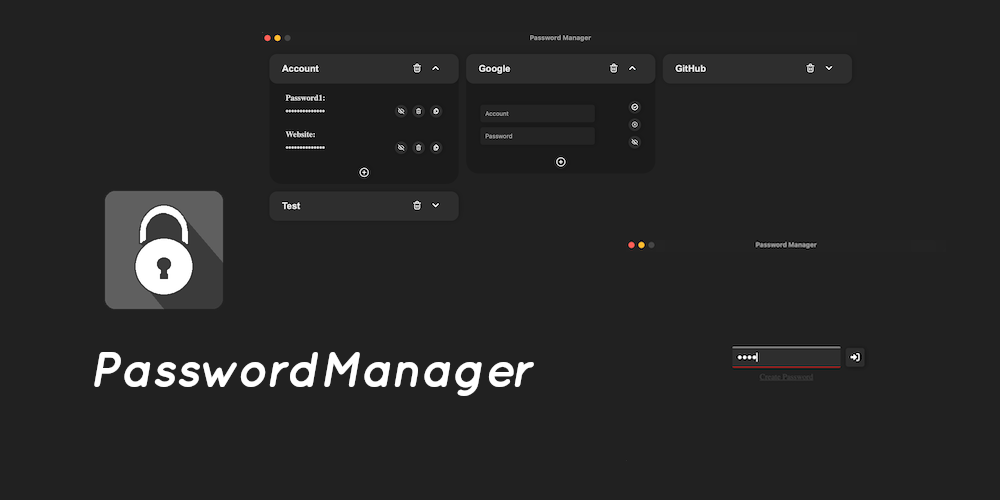 Password Manager
Account
Google
GitHub
Password1:
••••••••••••••
Account
Website:
••••••••••••••
Password
Test
Password Manager
••••
Create Password
PasswordManager